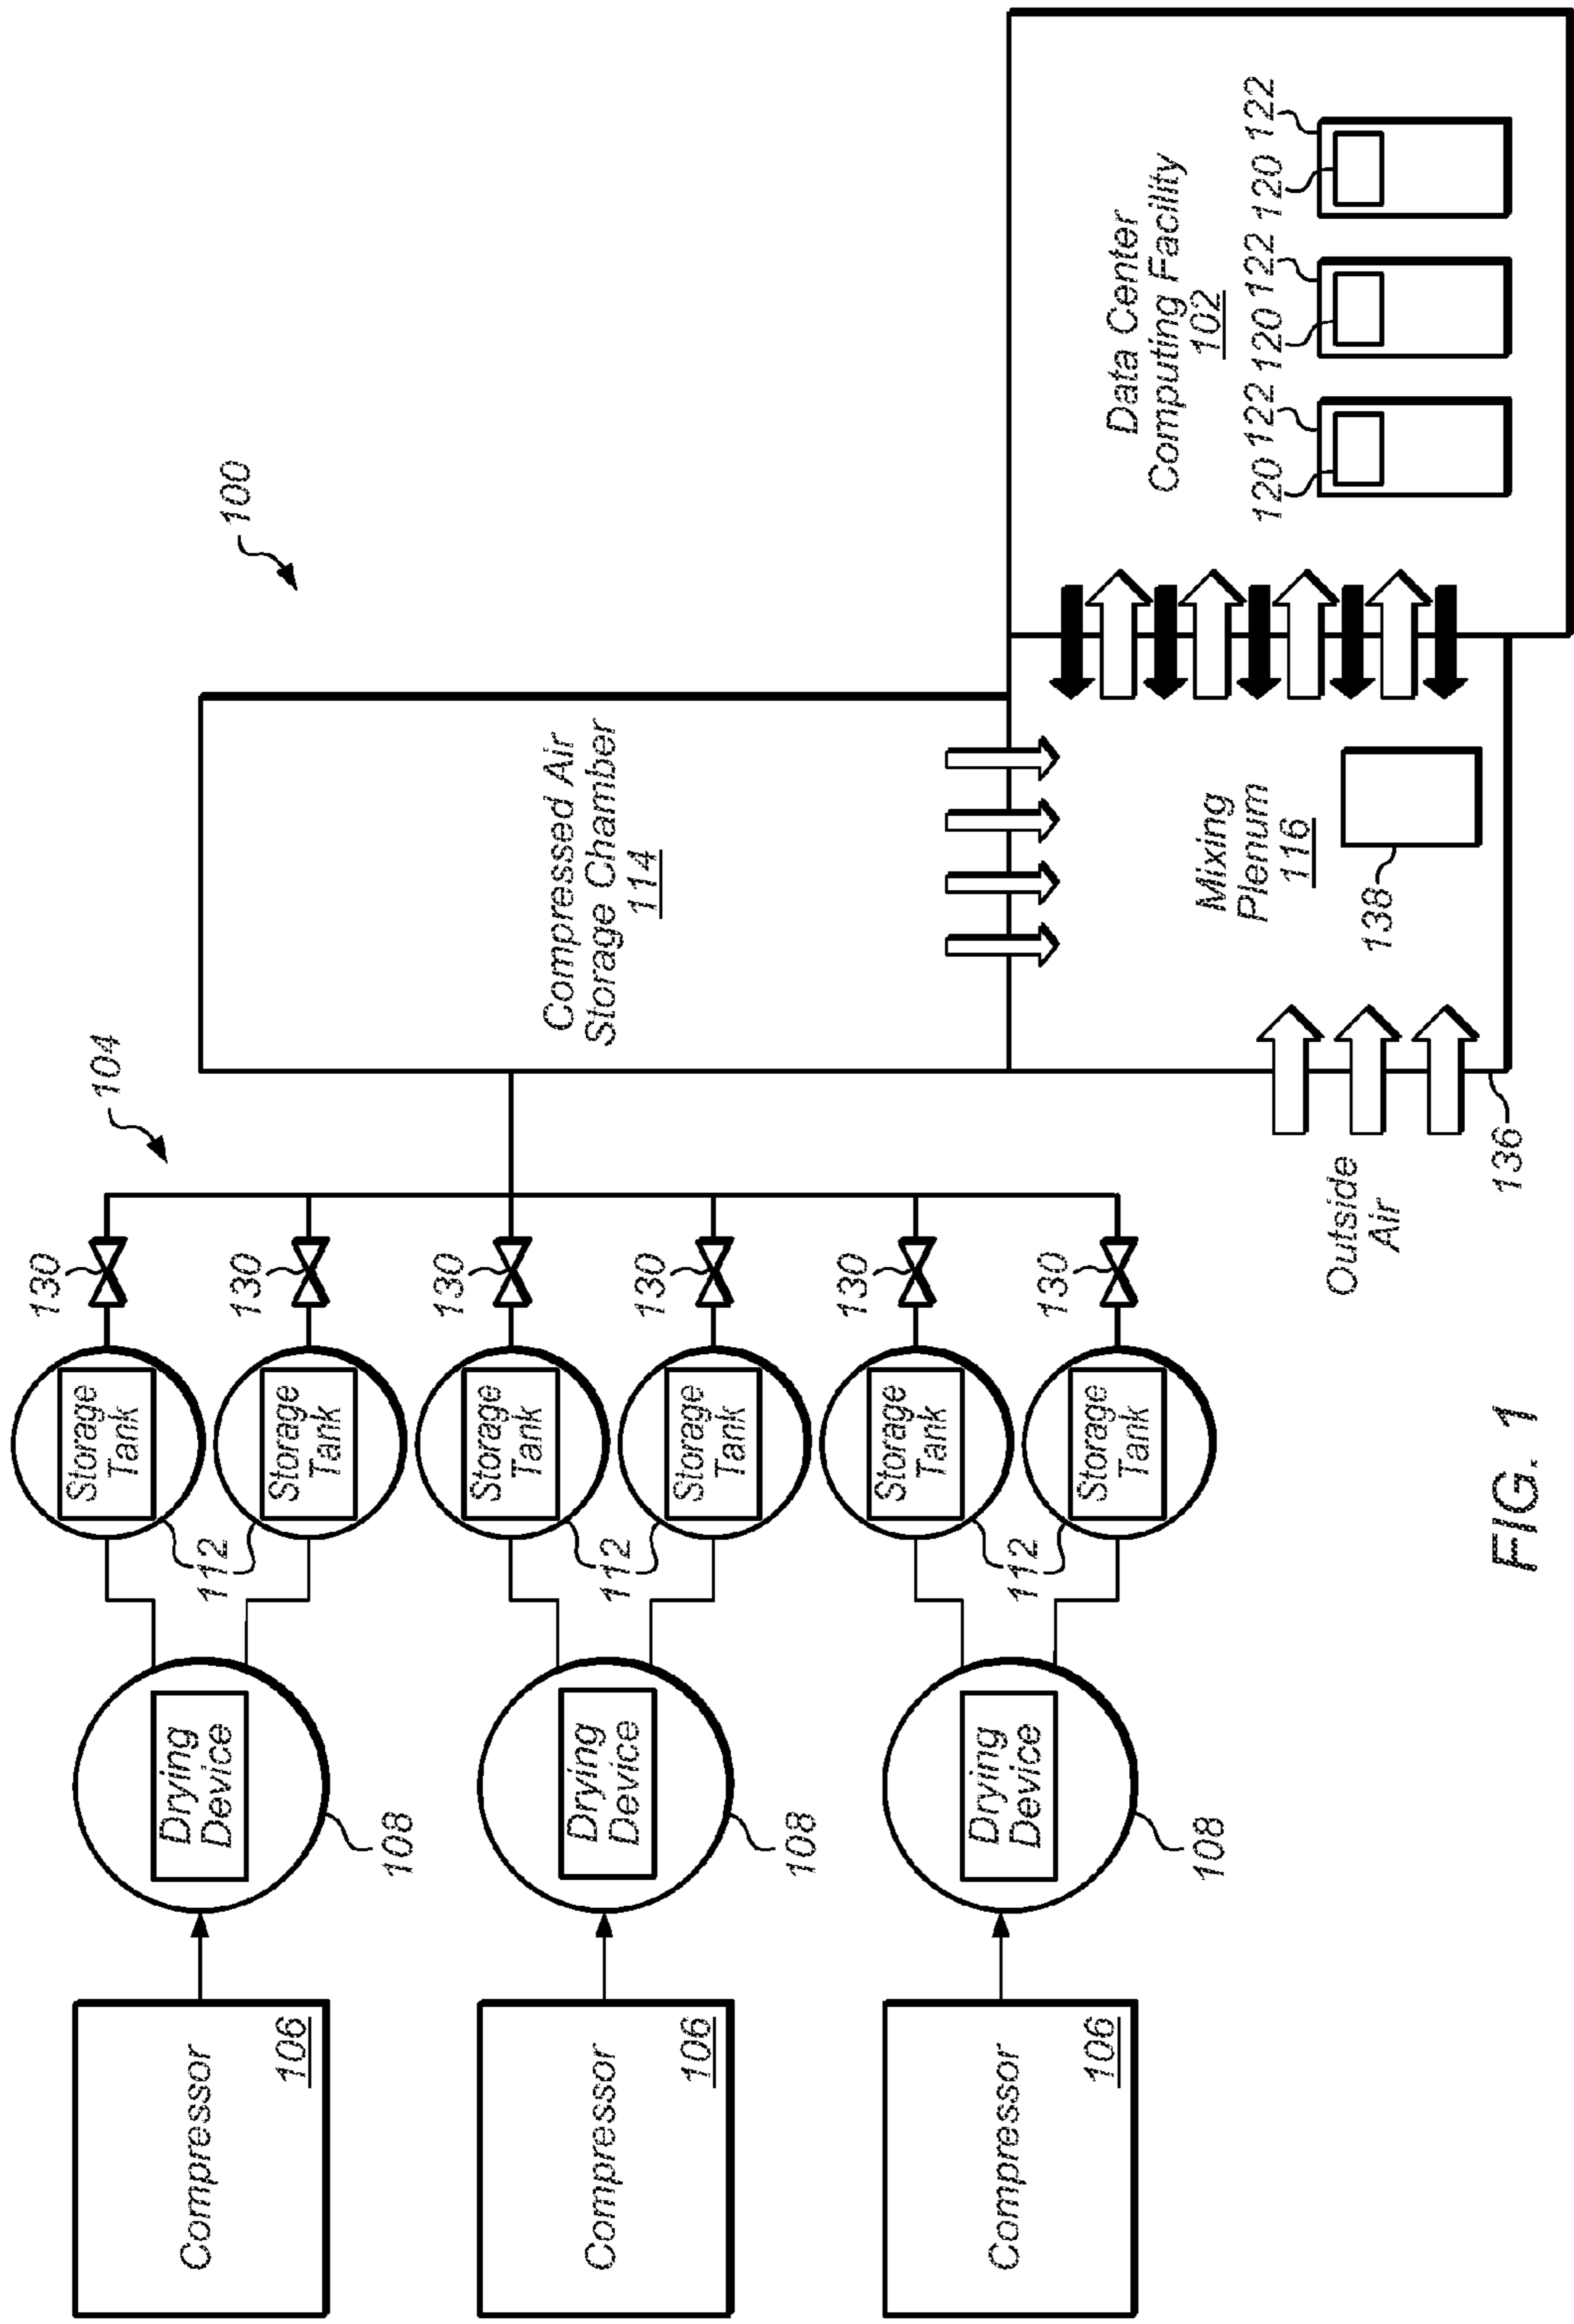 130
Storage
Tank
104
Compressor
Drying
Device
112
130
100
Storage
Tank
106
108
130
Storage
Tank
Compressed Air
Storage Chamber
114
Compressor
Drying
Device
112
130
Storage
Tank
106
108
130
Storage
Tank
Compressor
Drying
Device
112
130
Storage
Tank
106
108
Data Center
Computing Facility
102
Mixing
Plenum
116
120 122 120 122 120 122
138
Outside
Air
136
FIG. 1